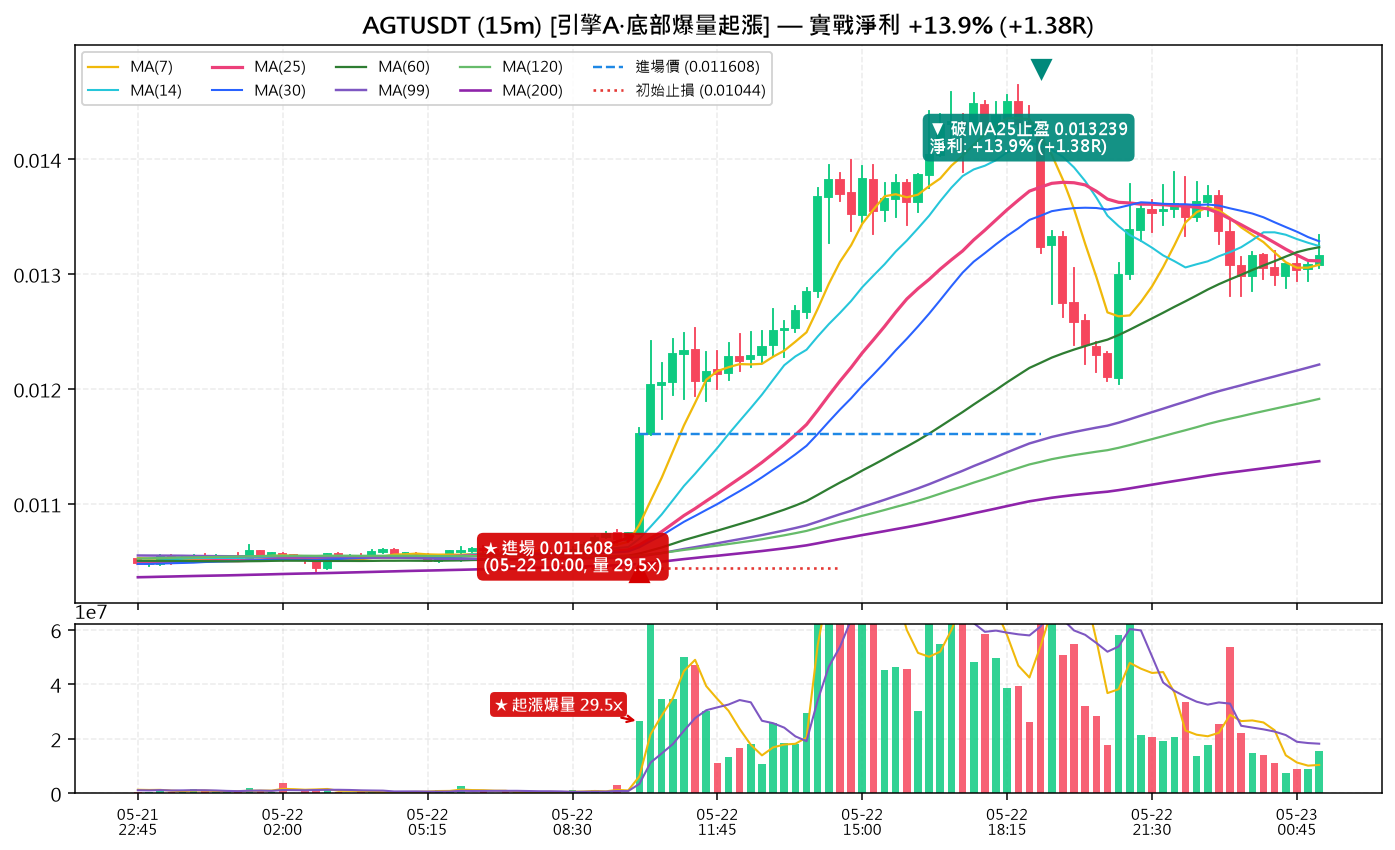 AGTUSDT (15m) [引擎A·底部爆量起漲] — 實戰淨利 +13.9% (+1.38R)
MA(7)
MA(25)
MA(60)
MA(120)
進場價 (0.011608)
MA(14)
MA(30)
MA(99)
MA(200)
初始止損 (0.01044)
▼ 破MA25止盈 0.013239
淨利: +13.9% (+1.38R)
0.014
0.013
0.012
0.011
★ 進場 0.011608
(05-22 10:00, 量 29.5x)
1e7
6
4
2
0
★ 起漲爆量 29.5x
05-21
22:45
05-22
02:00
05-22
05:15
05-22
08:30
05-22
11:45
05-22
15:00
05-22
18:15
05-22
21:30
05-23
00:45